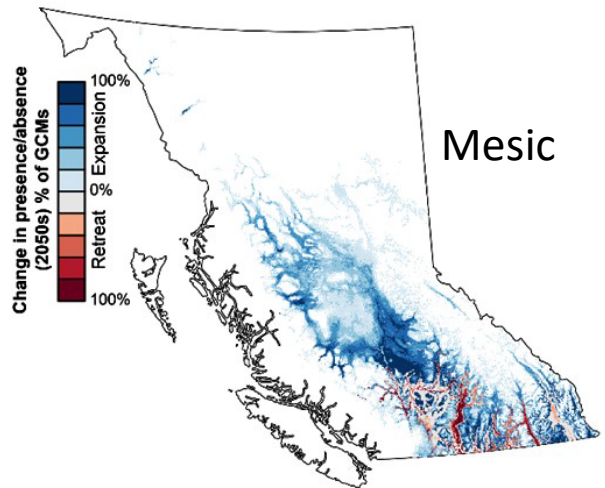 Change in presence/absence
(2050s) % of GCMs
100%
Expansion
0%
Retreat
100%
Mesic